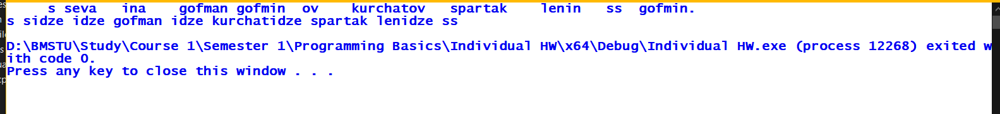 s seva   ina    gofman gofmin  ov    kurchatov   spartak    lenin   ss  gofmin.
s sidze idze gofman idze kurchatidze spartak lenidze ss
D:\BMSTU\Study\Course 1\Semester 1\Programming Basics\Individual HW\x64\Debug\Individual HW.exe (process 12268) exited w
ith code 0.
Press any key to close this window . . .